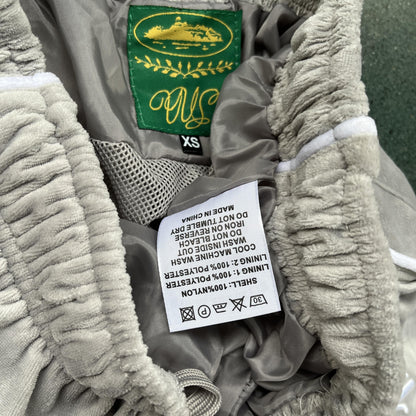 XS
SHELL: 100%NYLON
LINING 1: 100% POLYESTER
LINING 2: 100% POLYESTER
COOL MACHINE WASH
WASH INSIDE OUT
DO NOT BLEACH
IRON ON REVERSE
DO NOT TUMBLE DRY
MADE IN CHINA
30
P